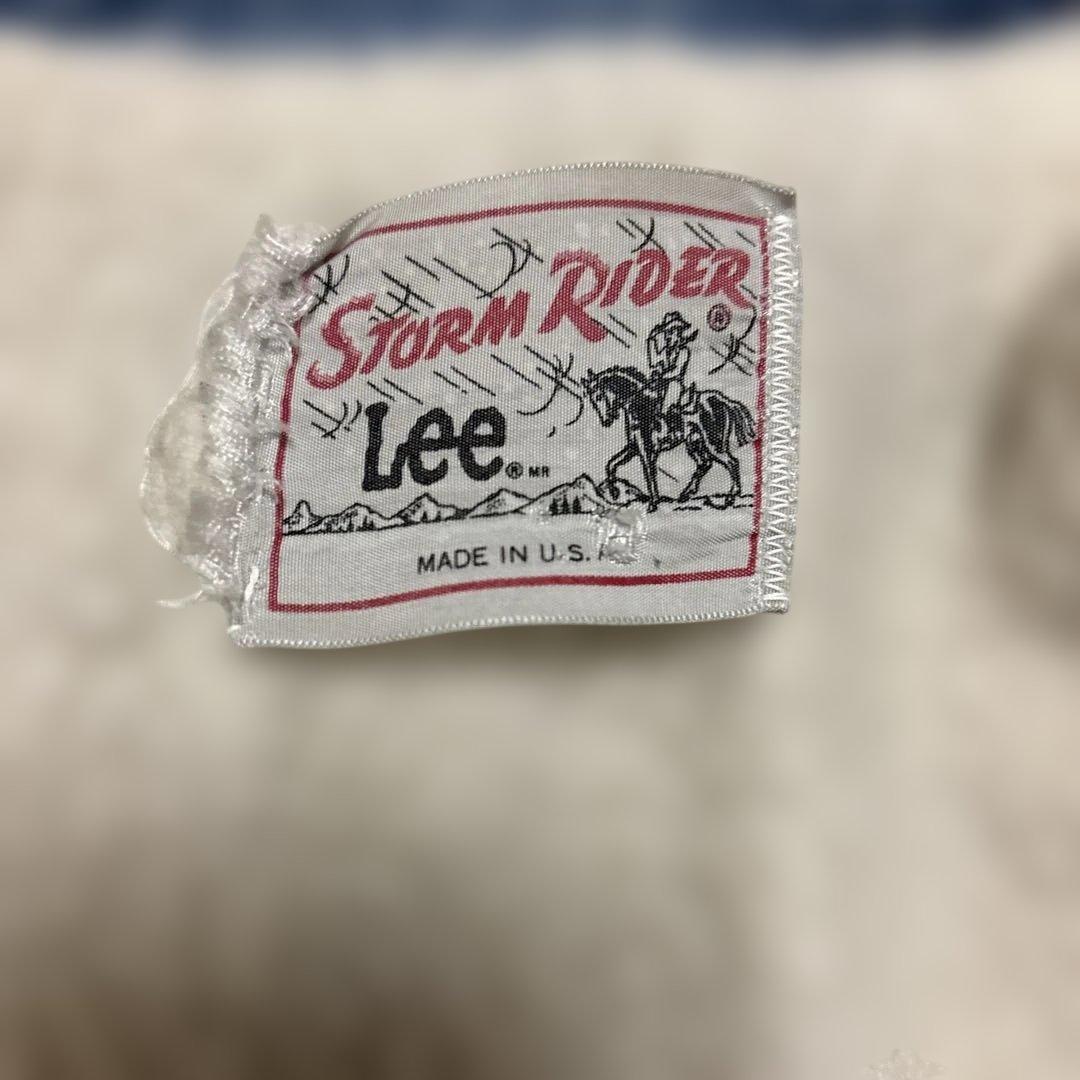 STORM RIDER ®
Lee ® MR
MADE IN U.S.